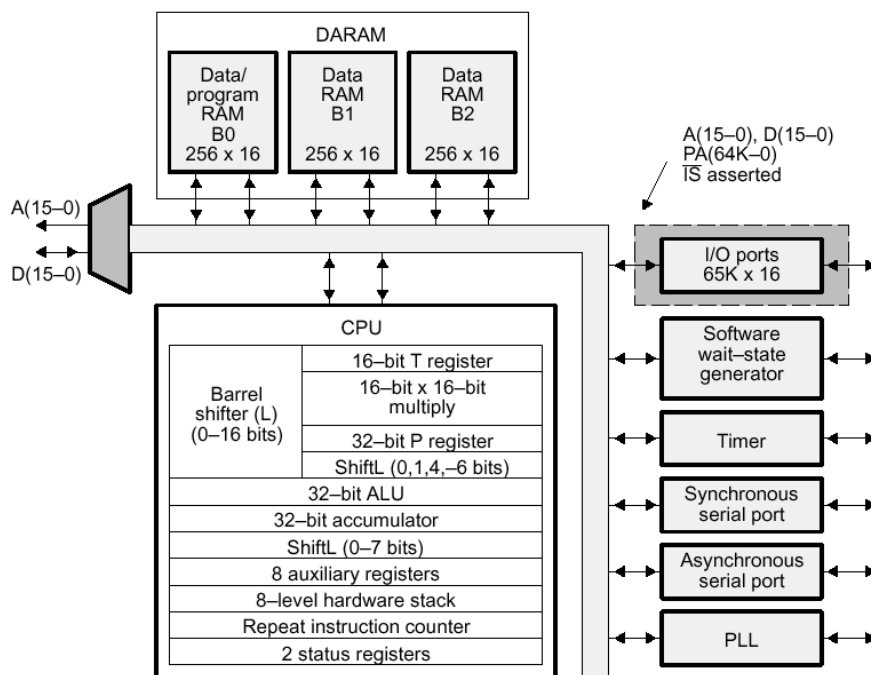 DARAM
Data/
program
RAM
B0
256 x 16
Data
RAM
B1
256 x 16
Data
RAM
B2
256 x 16
A(15–0), D(15–0)
PA(64K–0)
IS asserted
A(15–0)
D(15–0)
I/O ports
65K x 16
CPU
Barrel
shifter (L)
(0–16 bits)
16-bit T register
16-bit x 16-bit
multiply
32–bit P register
ShiftL (0,1,4,–6 bits)
32–bit ALU
32–bit accumulator
ShiftL (0–7 bits)
8 auxiliary registers
8–level hardware stack
Repeat instruction counter
2 status registers
Software
wait–state
generator
Timer
Synchronous
serial port
Asynchronous
serial port
PLL